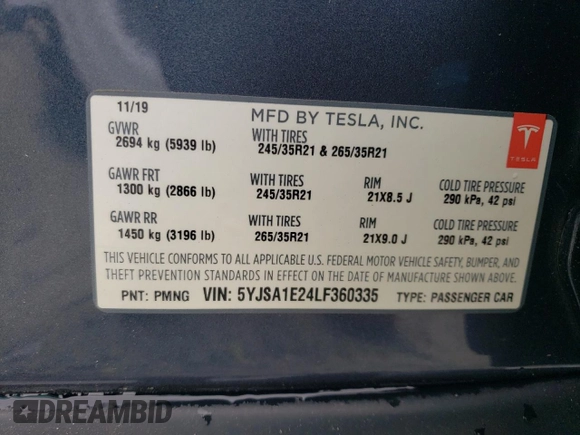 11/19 MFD BY TESLA, INC.
GVWR
2694 kg (5939 lb) WITH TIRES
245/35R21 & 265/35R21
TESLA
GAWR FRT
1300 kg (2866 lb) WITH TIRES
245/35R21 RIM
21X8.5 J COLD TIRE PRESSURE
290 kPa, 42 psi
GAWR RR
1450 kg (3196 lb) WITH TIRES
265/35R21 RIM
21X9.0 J COLD TIRE PRESSURE
290 kPa, 42 psi
THIS VEHICLE CONFORMS TO ALL APPLICABLE U.S. FEDERAL MOTOR VEHICLE SAFETY, BUMPER, AND
THEFT PREVENTION STANDARDS IN EFFECT ON THE DATE OF MANUFACTURE SHOWN ABOVE.
PNT: PMNG VIN: 5YJSA1E24LF360335 TYPE: PASSENGER CAR
DREAMBID